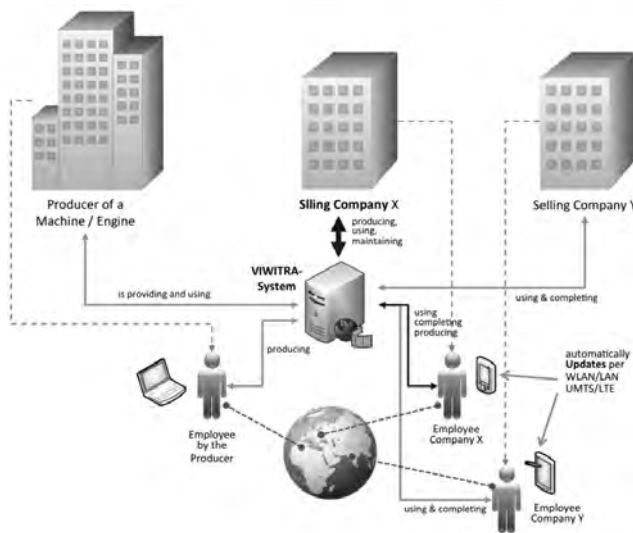 Producer of a
Machine / Engine
Slling Company X
Selling Company Y
producing,
using,
maintaining
VIWITRA-
System
is providing and using
using & completing
using
completing
producing
producing
automatically
Updates per
WLAN/LAN
UMTS/LTE
Employee
by the
Producer
Employee
Company X
using & completing
Employee
Company Y